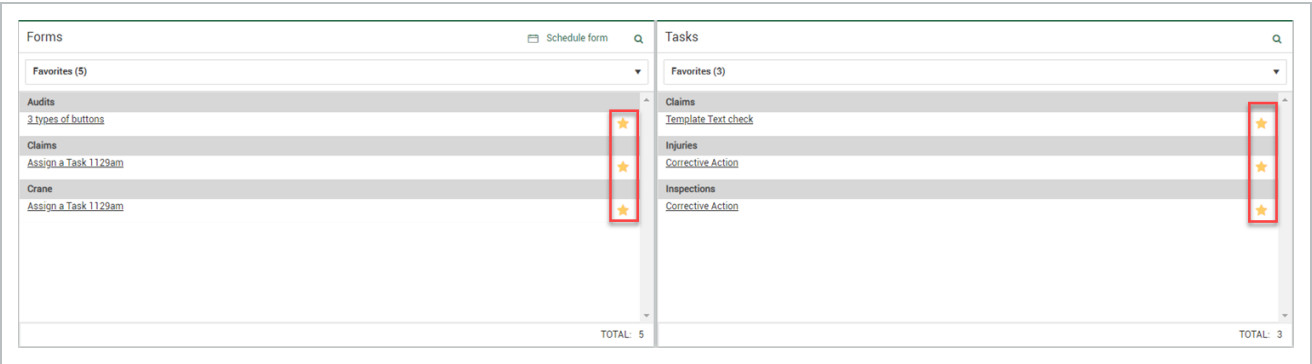 Forms
Schedule form
Favorites (5)
Audits
3 types of buttons
Claims
Assign a Task 1129am
Crane
Assign a Task 1129am
TOTAL: 5
Tasks
Favorites (3)
Claims
Template Text check
Injuries
Corrective Action
Inspections
Corrective Action
TOTAL: 3